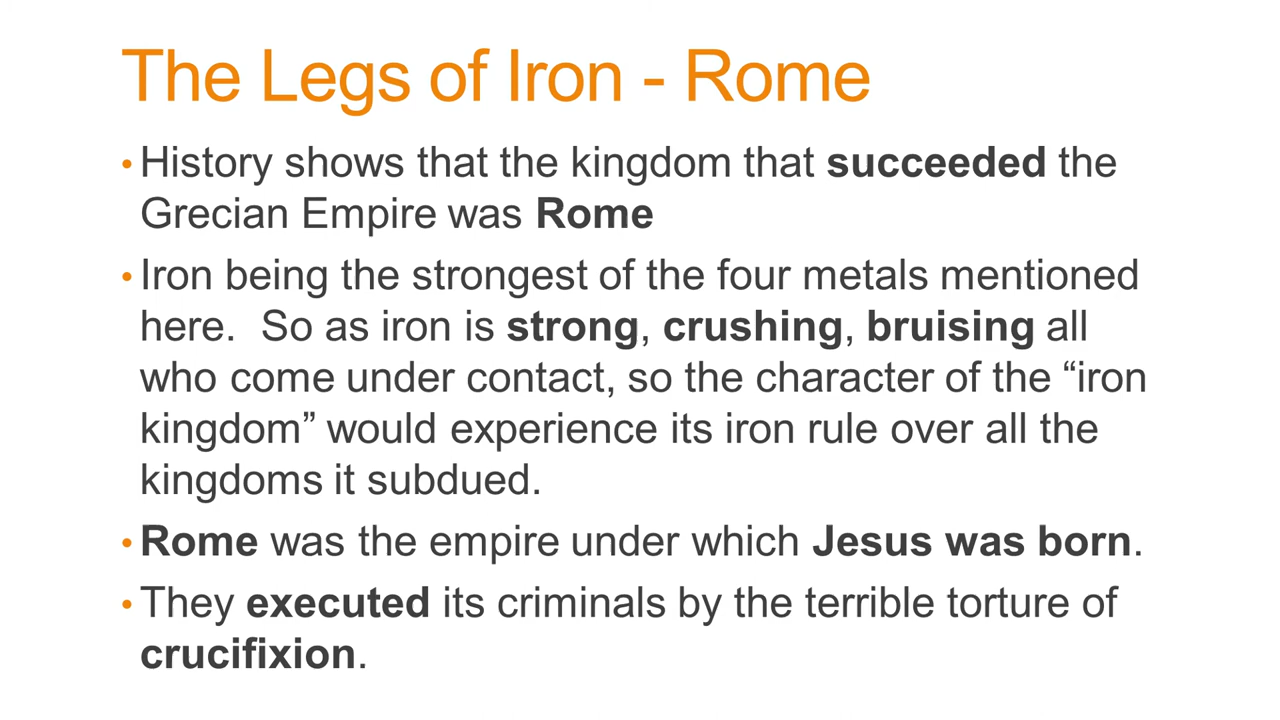 The Legs of Iron - Rome
• History shows that the kingdom that succeeded the
Grecian Empire was Rome
• Iron being the strongest of the four metals mentioned
here.  So as iron is strong, crushing, bruising all
who come under contact, so the character of the “iron
kingdom” would experience its iron rule over all the
kingdoms it subdued.
• Rome was the empire under which Jesus was born.
• They executed its criminals by the terrible torture of
crucifixion.